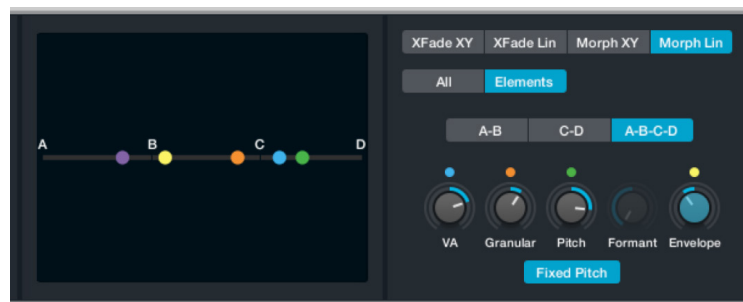 XFade XY XFade Lin Morph XY Morph Lin
All Elements
A-B C-D A-B-C-D
A B C D
VA Granular Pitch Formant Envelope
Fixed Pitch